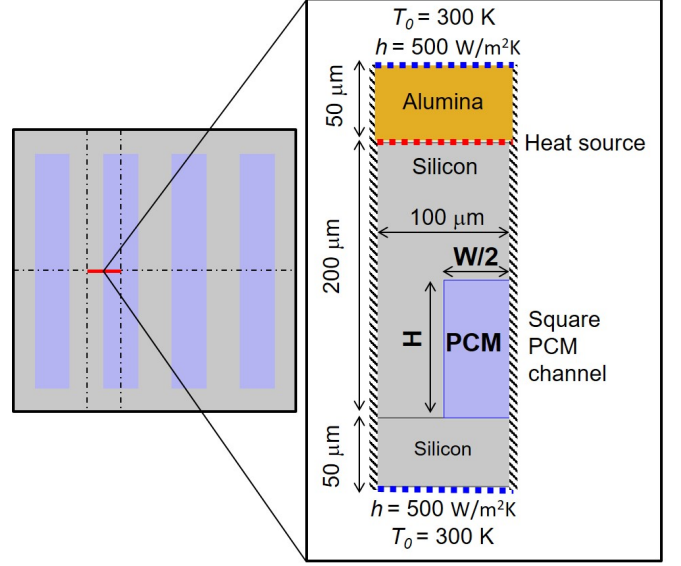 T₀ = 300 K
h = 500 W/m²K
50 μm
Alumina
Heat source
Silicon
200 μm
100 μm
W/2
H
PCM
Square
PCM
channel
50 μm
Silicon
h = 500 W/m²K
T₀ = 300 K